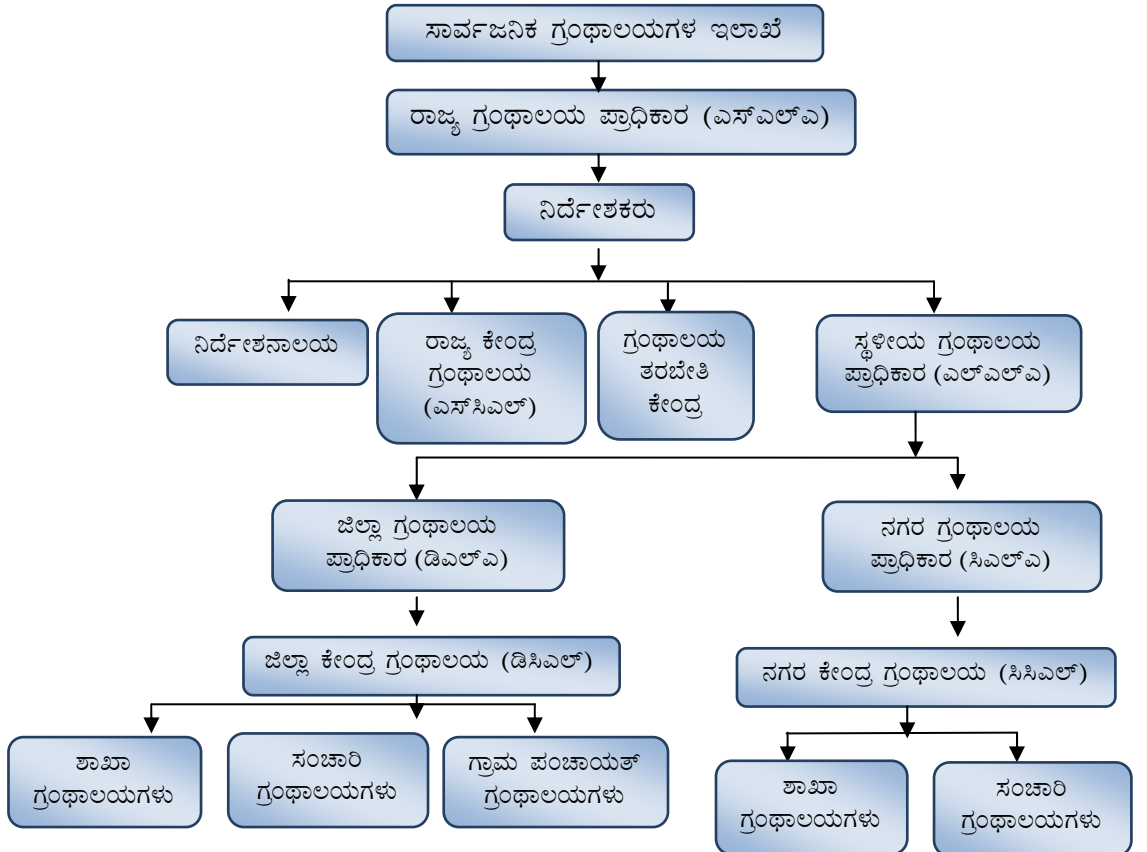 ಸಾರ್ವಜನಿಕ ಗ್ರಂಥಾಲಯಗಳ ಇಲಾಖೆ
ರಾಜ್ಯ ಗ್ರಂಥಾಲಯ ಪ್ರಾಧಿಕಾರ (ಎಸ್‌ಎಲ್‌ಎ)
ನಿರ್ದೇಶಕರು
ನಿರ್ದೇಶನಾಲಯ
ರಾಜ್ಯ ಕೇಂದ್ರ
ಗ್ರಂಥಾಲಯ
(ಎಸ್‌ಸಿಎಲ್)
ಗ್ರಂಥಾಲಯ
ತರಬೇತಿ
ಕೇಂದ್ರ
ಸ್ಥಳೀಯ ಗ್ರಂಥಾಲಯ
ಪ್ರಾಧಿಕಾರ (ಎಲ್‌ಎಲ್‌ಎ)
ಜಿಲ್ಲಾ ಗ್ರಂಥಾಲಯ
ಪ್ರಾಧಿಕಾರ (ಡಿಎಲ್‌ಎ)
ನಗರ ಗ್ರಂಥಾಲಯ
ಪ್ರಾಧಿಕಾರ (ಸಿಎಲ್‌ಎ)
ಜಿಲ್ಲಾ ಕೇಂದ್ರ ಗ್ರಂಥಾಲಯ (ಡಿಸಿಎಲ್)
ನಗರ ಕೇಂದ್ರ ಗ್ರಂಥಾಲಯ (ಸಿಸಿಎಲ್)
ಶಾಖಾ
ಗ್ರಂಥಾಲಯಗಳು
ಸಂಚಾರಿ
ಗ್ರಂಥಾಲಯಗಳು
ಗ್ರಾಮ ಪಂಚಾಯತ್
ಗ್ರಂಥಾಲಯಗಳು
ಶಾಖಾ
ಗ್ರಂಥಾಲಯಗಳು
ಸಂಚಾರಿ
ಗ್ರಂಥಾಲಯಗಳು